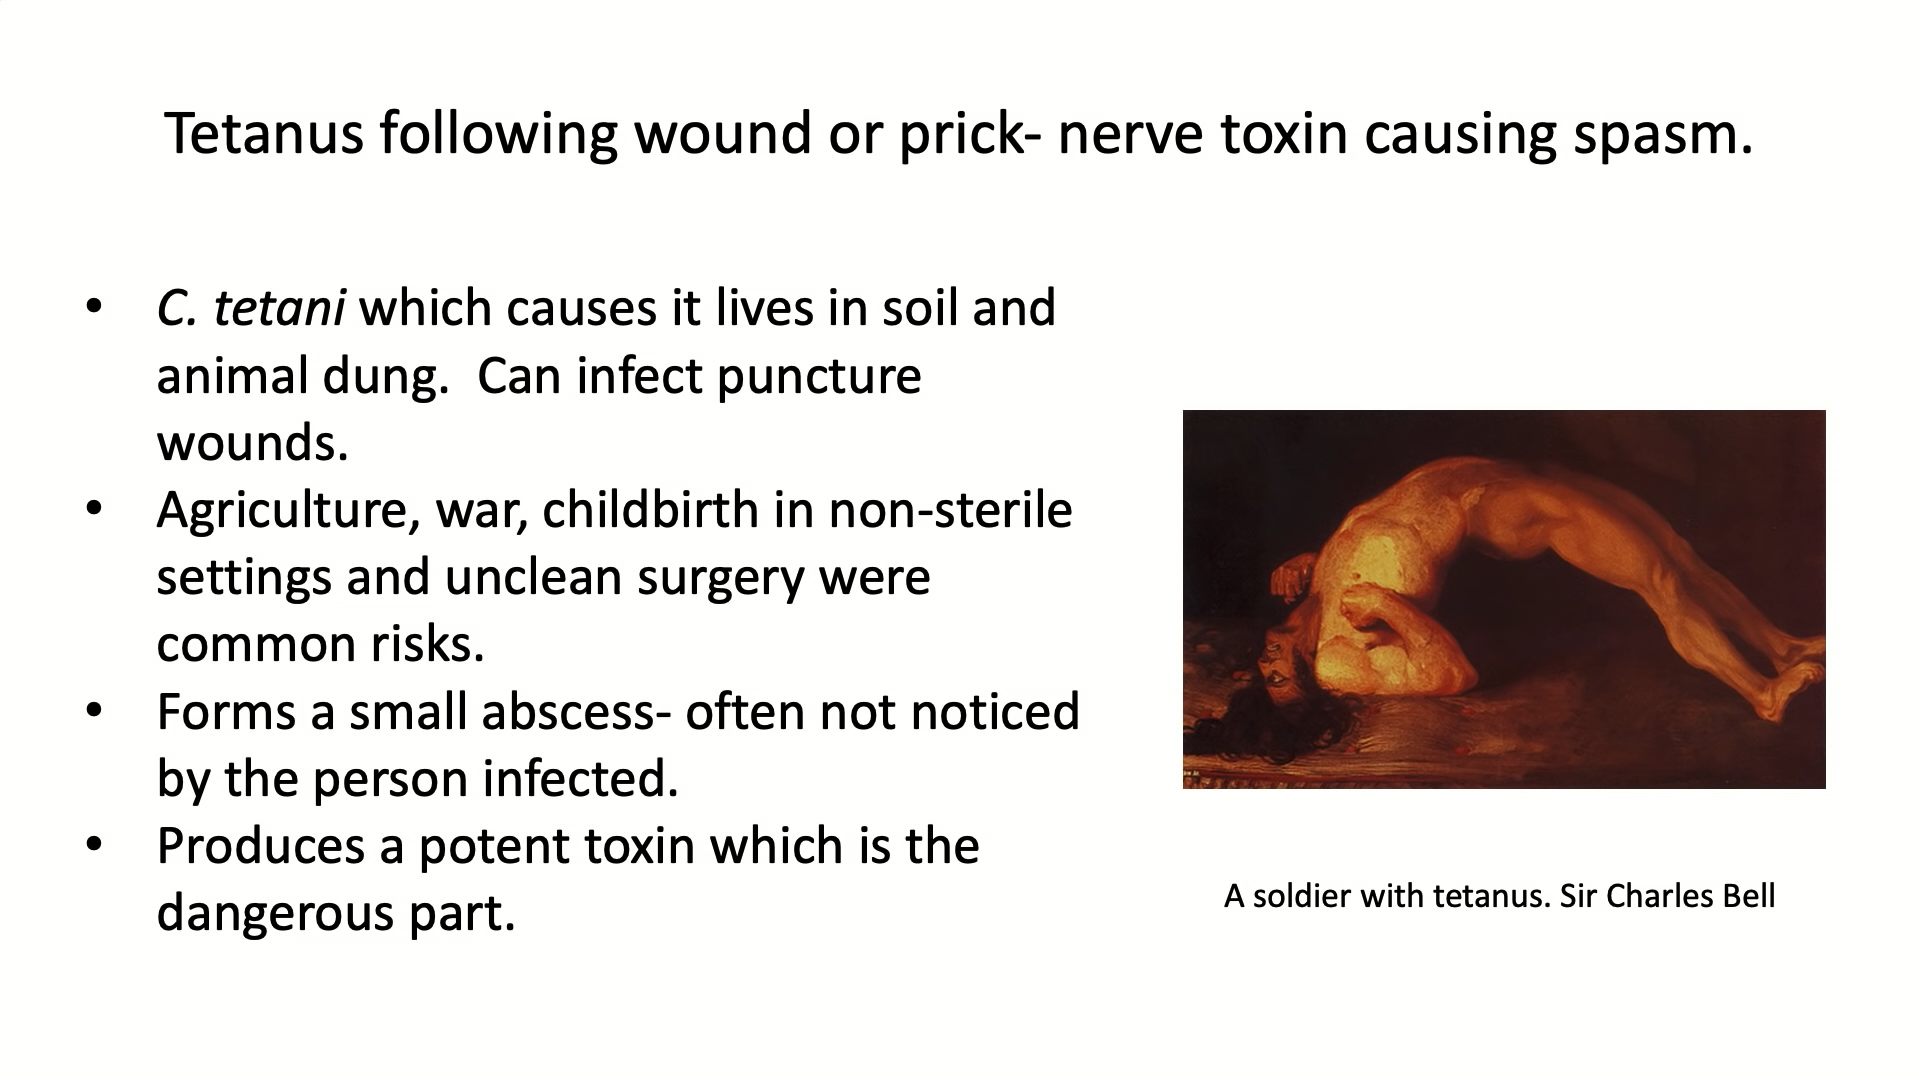 Tetanus following wound or prick- nerve toxin causing spasm.
• C. tetani which causes it lives in soil and
animal dung.  Can infect puncture
wounds.
• Agriculture, war, childbirth in non-sterile
settings and unclean surgery were
common risks.
• Forms a small abscess- often not noticed
by the person infected.
• Produces a potent toxin which is the
dangerous part.
A soldier with tetanus. Sir Charles Bell